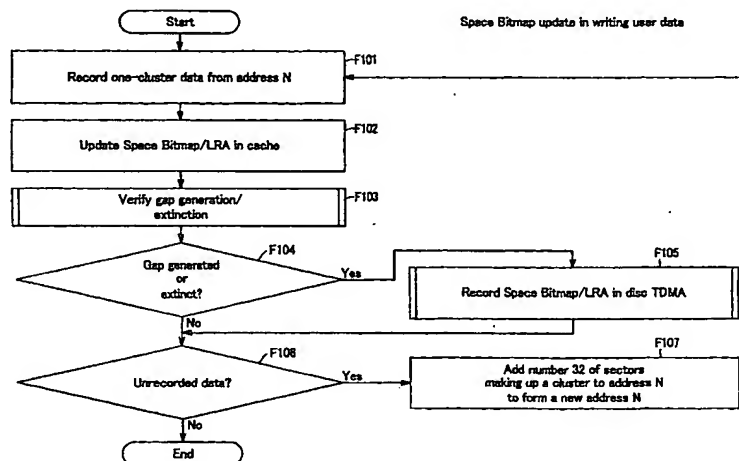 Start
Space Bitmap update in writing user data
F101
Record one-cluster data from address N
F102
Update Space Bitmap/LRA in cache
F103
Verify gap generation/
extinction
F104
Gap generated
or
extinct?
Yes
No
F105
Record Space Bitmap/LRA in disc TDMA
F106
Unrecorded data?
Yes
No
F107
Add number 32 of sectors
making up a cluster to address N
to form a new address N
End